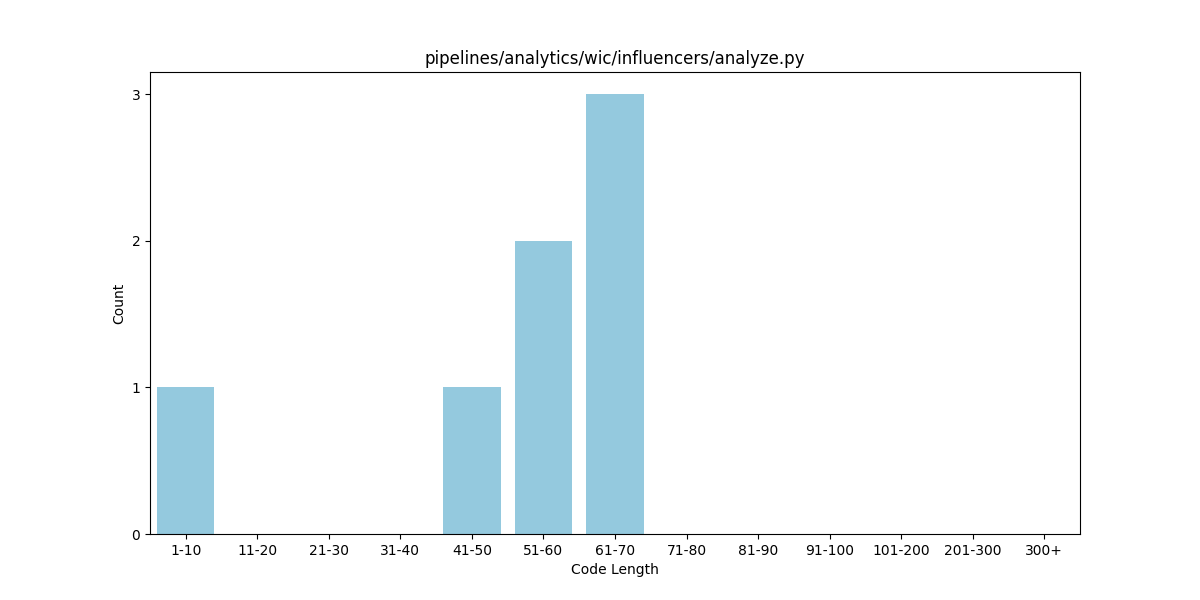 pipelines/analytics/wic/influencers/analyze.py
3
2
1
0
Count
1-10 11-20 21-30 31-40 41-50 51-60 61-70 71-80 81-90 91-100 101-200 201-300 300+
Code Length